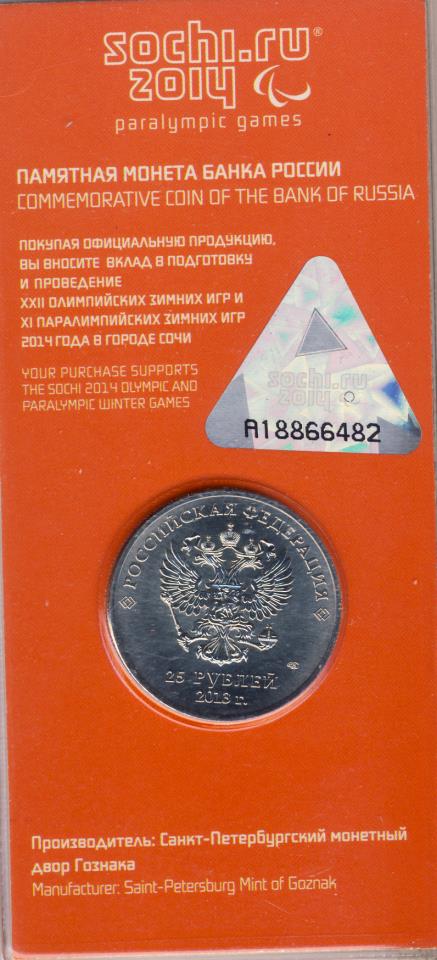 sochi.ru®
2014
paralympic games
ПАМЯТНАЯ МОНЕТА БАНКА РОССИИ
COMMEMORATIVE COIN OF THE BANK OF RUSSIA
ПОКУПАЯ ОФИЦИАЛЬНУЮ ПРОДУКЦИЮ,
ВЫ ВНОСИТЕ ВКЛАД В ПОДГОТОВКУ
И ПРОВЕДЕНИЕ
XXII ОЛИМПИЙСКИХ ЗИМНИХ ИГР И
XI ПАРАЛИМПИЙСКИХ ЗИМНИХ ИГР
2014 ГОДА В ГОРОДЕ СОЧИ
YOUR PURCHASE SUPPORTS
THE SOCHI 2014 OLYMPIC AND
PARALYMPIC WINTER GAMES
sochi.ru
2014
A18866482
РОССИЙСКАЯ ФЕДЕРАЦИЯ
25 РУБЛЕЙ
2013 г.
Производитель: Санкт-Петербургский монетный
двор Гознака
Manufacturer: Saint-Petersburg Mint of Goznak